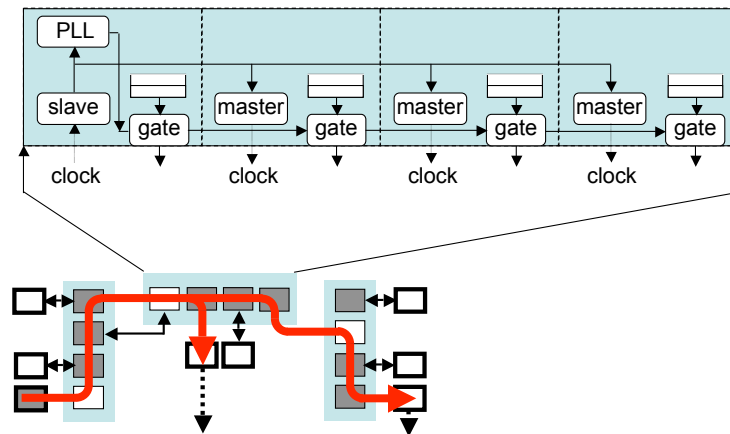 PLL
slave master master master
gate gate gate gate
clock clock clock clock